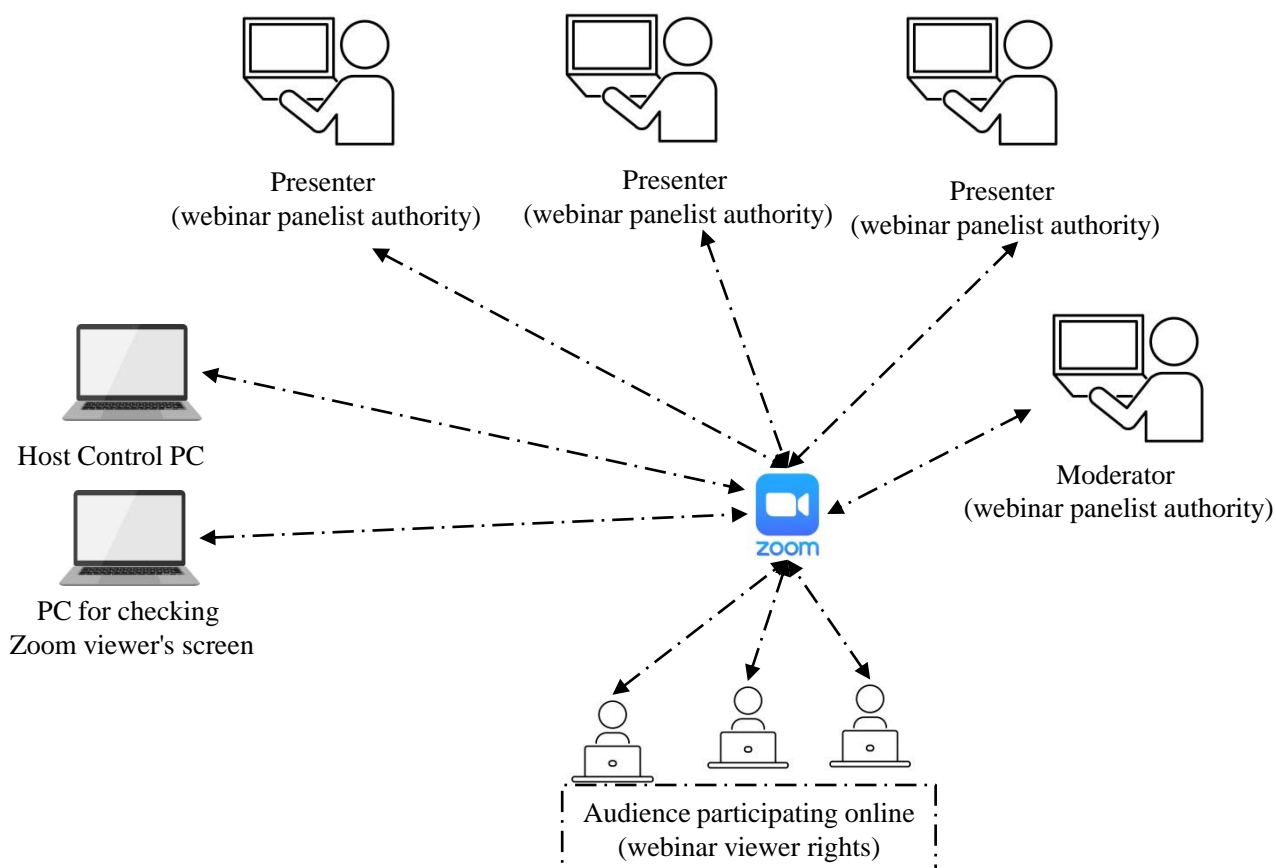 Presenter
(webinar panelist authority)
Presenter
(webinar panelist authority)
Presenter
(webinar panelist authority)
Host Control PC
Moderator
(webinar panelist authority)
zoom
PC for checking
Zoom viewer's screen
Audience participating online
(webinar viewer rights)